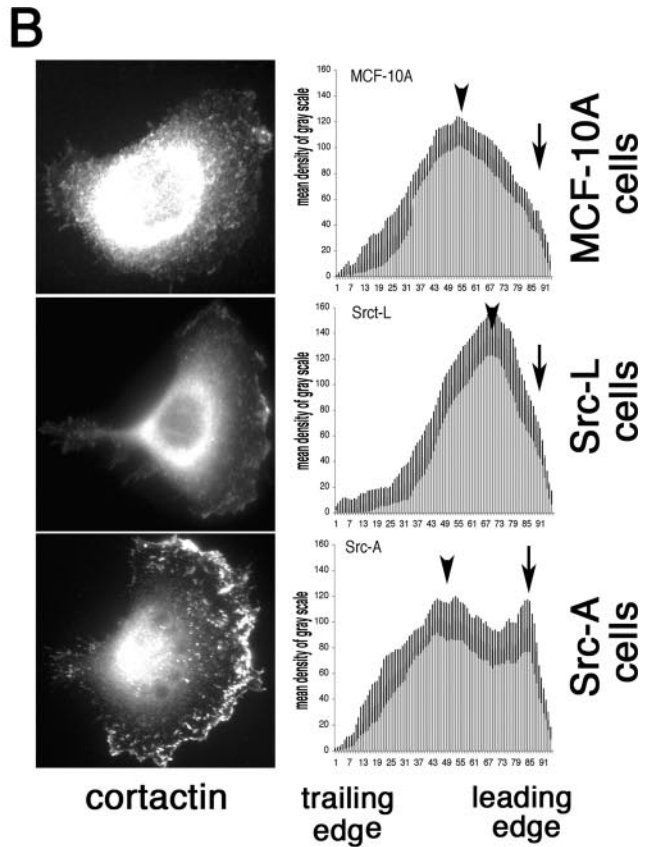 B
MCF-10A
mean density of gray scale
160
140
120
100
80
60
40
20
0
1 7 13 19 25 31 37 43 49 55 61 67 73 79 85 91
MCF-10A
cells
Srct-L
mean density of gray scale
160
140
120
100
80
60
40
20
0
1 7 13 19 25 31 37 43 49 55 61 67 73 79 85 91
Src-L
cells
Src-A
mean density of gray scale
160
140
120
100
80
60
40
20
0
1 7 13 19 25 31 37 43 49 55 61 67 73 79 85 91
Src-A
cells
cortactin
trailing
edge
leading
edge